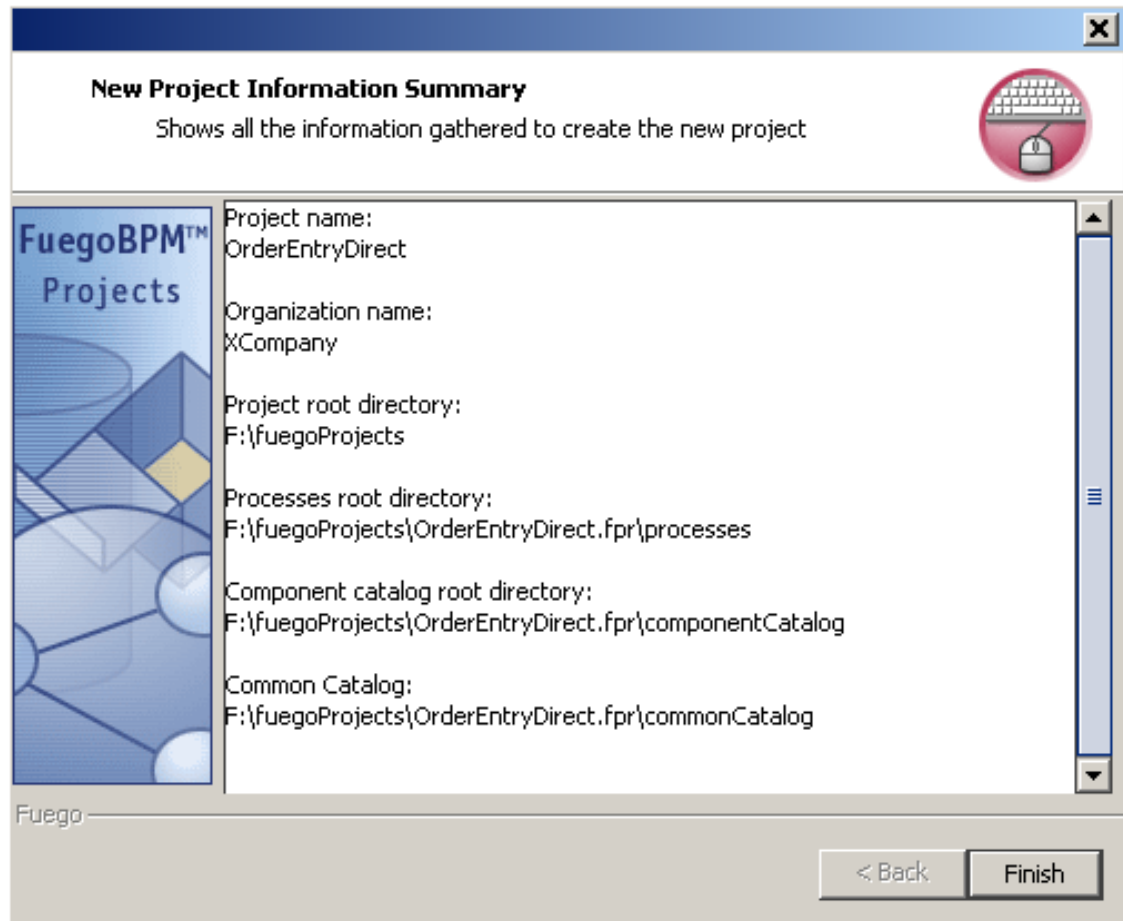 New Project Information Summary
Shows all the information gathered to create the new project
FuegoBPM™
Projects
Project name:
OrderEntryDirect
Organization name:
XCompany
Project root directory:
F:\fuegoProjects
Processes root directory:
F:\fuegoProjects\OrderEntryDirect.fpr\processes
Component catalog root directory:
F:\fuegoProjects\OrderEntryDirect.fpr\componentCatalog
Common Catalog:
F:\fuegoProjects\OrderEntryDirect.fpr\commonCatalog
Fuego
< Back
Finish